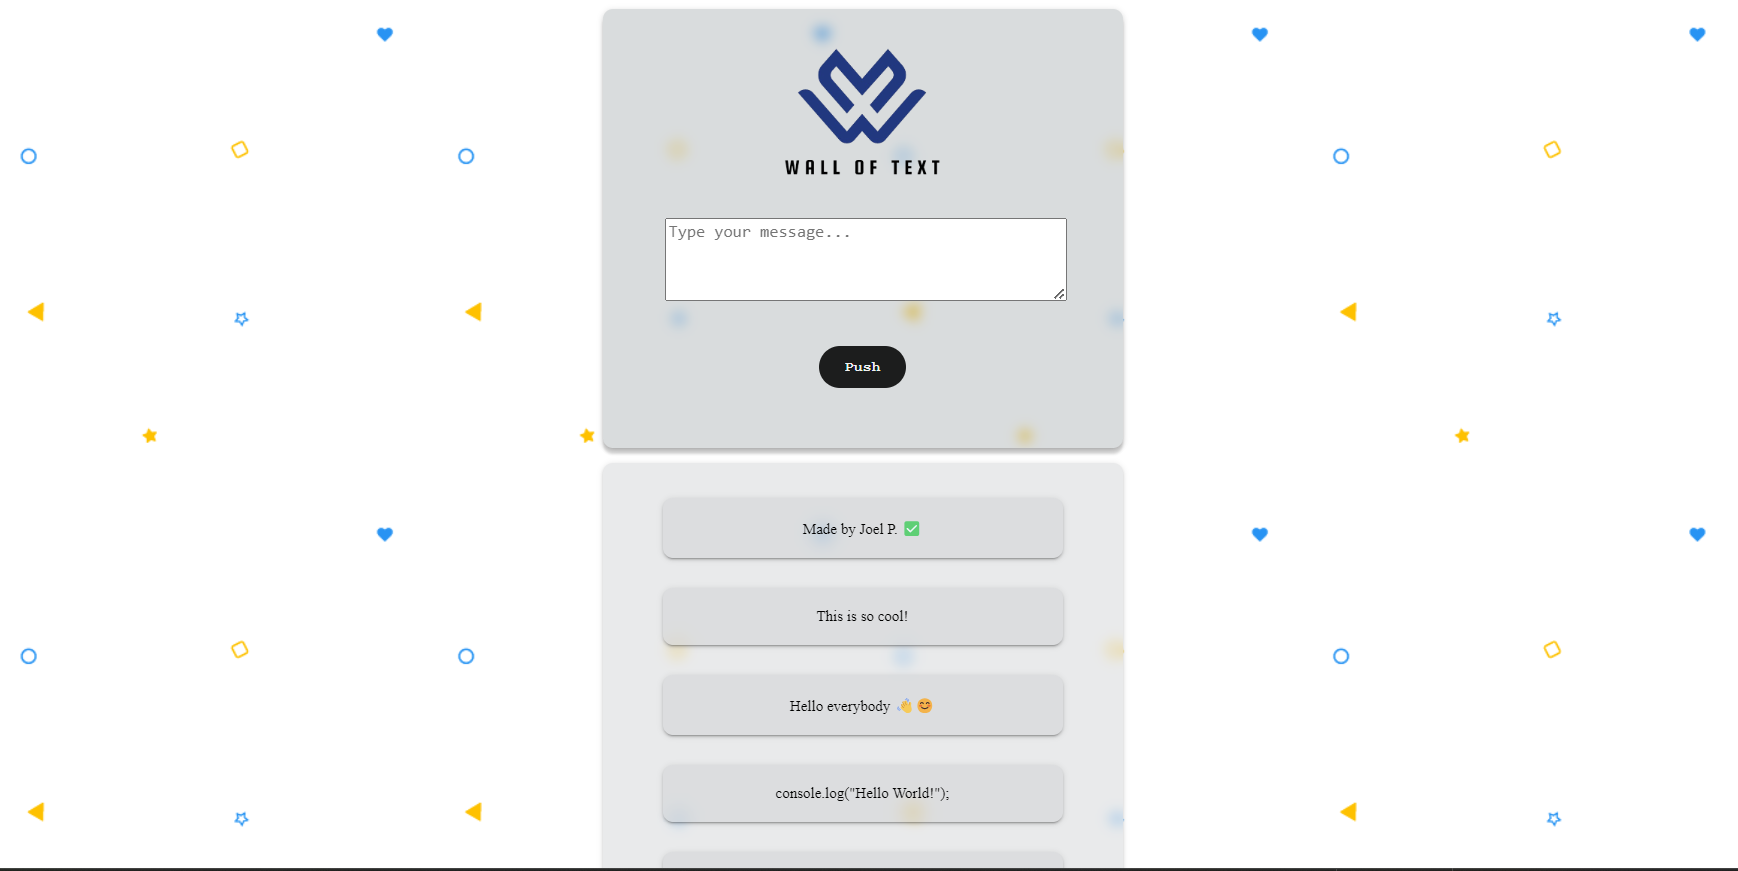 WALL OF TEXT
Type your message...
Push
Made by Joel P. ✅
This is so cool!
Hello everybody 👋😊
console.log("Hello World!");